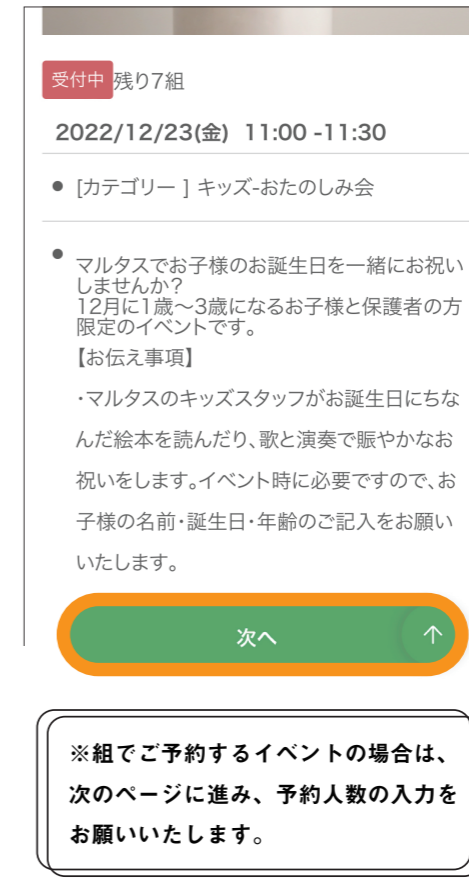 受付中 残り7組
2022/12/23(金) 11:00 -11:30
● [カテゴリー ] キッズ-おたのしみ会
● マルタスでお子様のお誕生日を一緒にお祝い
しませんか？
12月に1歳〜3歳になるお子様と保護者の方
限定のイベントです。
【お伝え事項】
・マルタスのキッズスタッフがお誕生日にちな
んだ絵本を読んだり、歌と演奏で賑やかなお
祝いをします。イベント時に必要ですので、お
子様の名前・誕生日・年齢のご記入をお願い
いたします。
次へ ↑
※組でご予約するイベントの場合は、
次のページに進み、予約人数の入力を
お願いいたします。